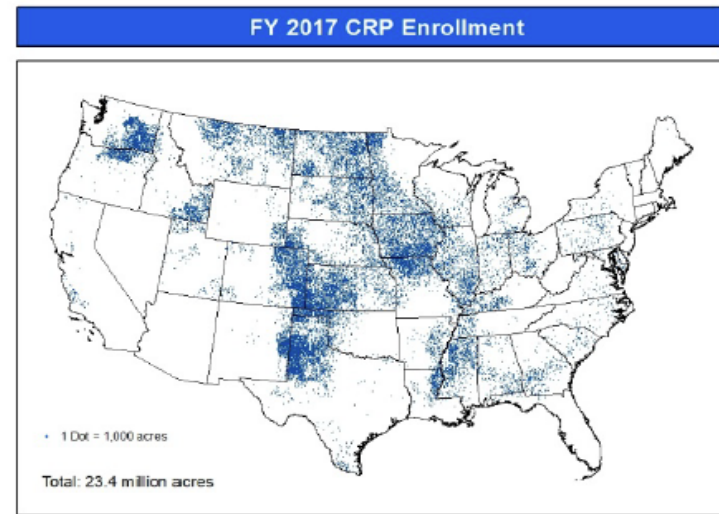 FY 2017 CRP Enrollment
1 Dot = 1,000 acres
Total: 23.4 million acres